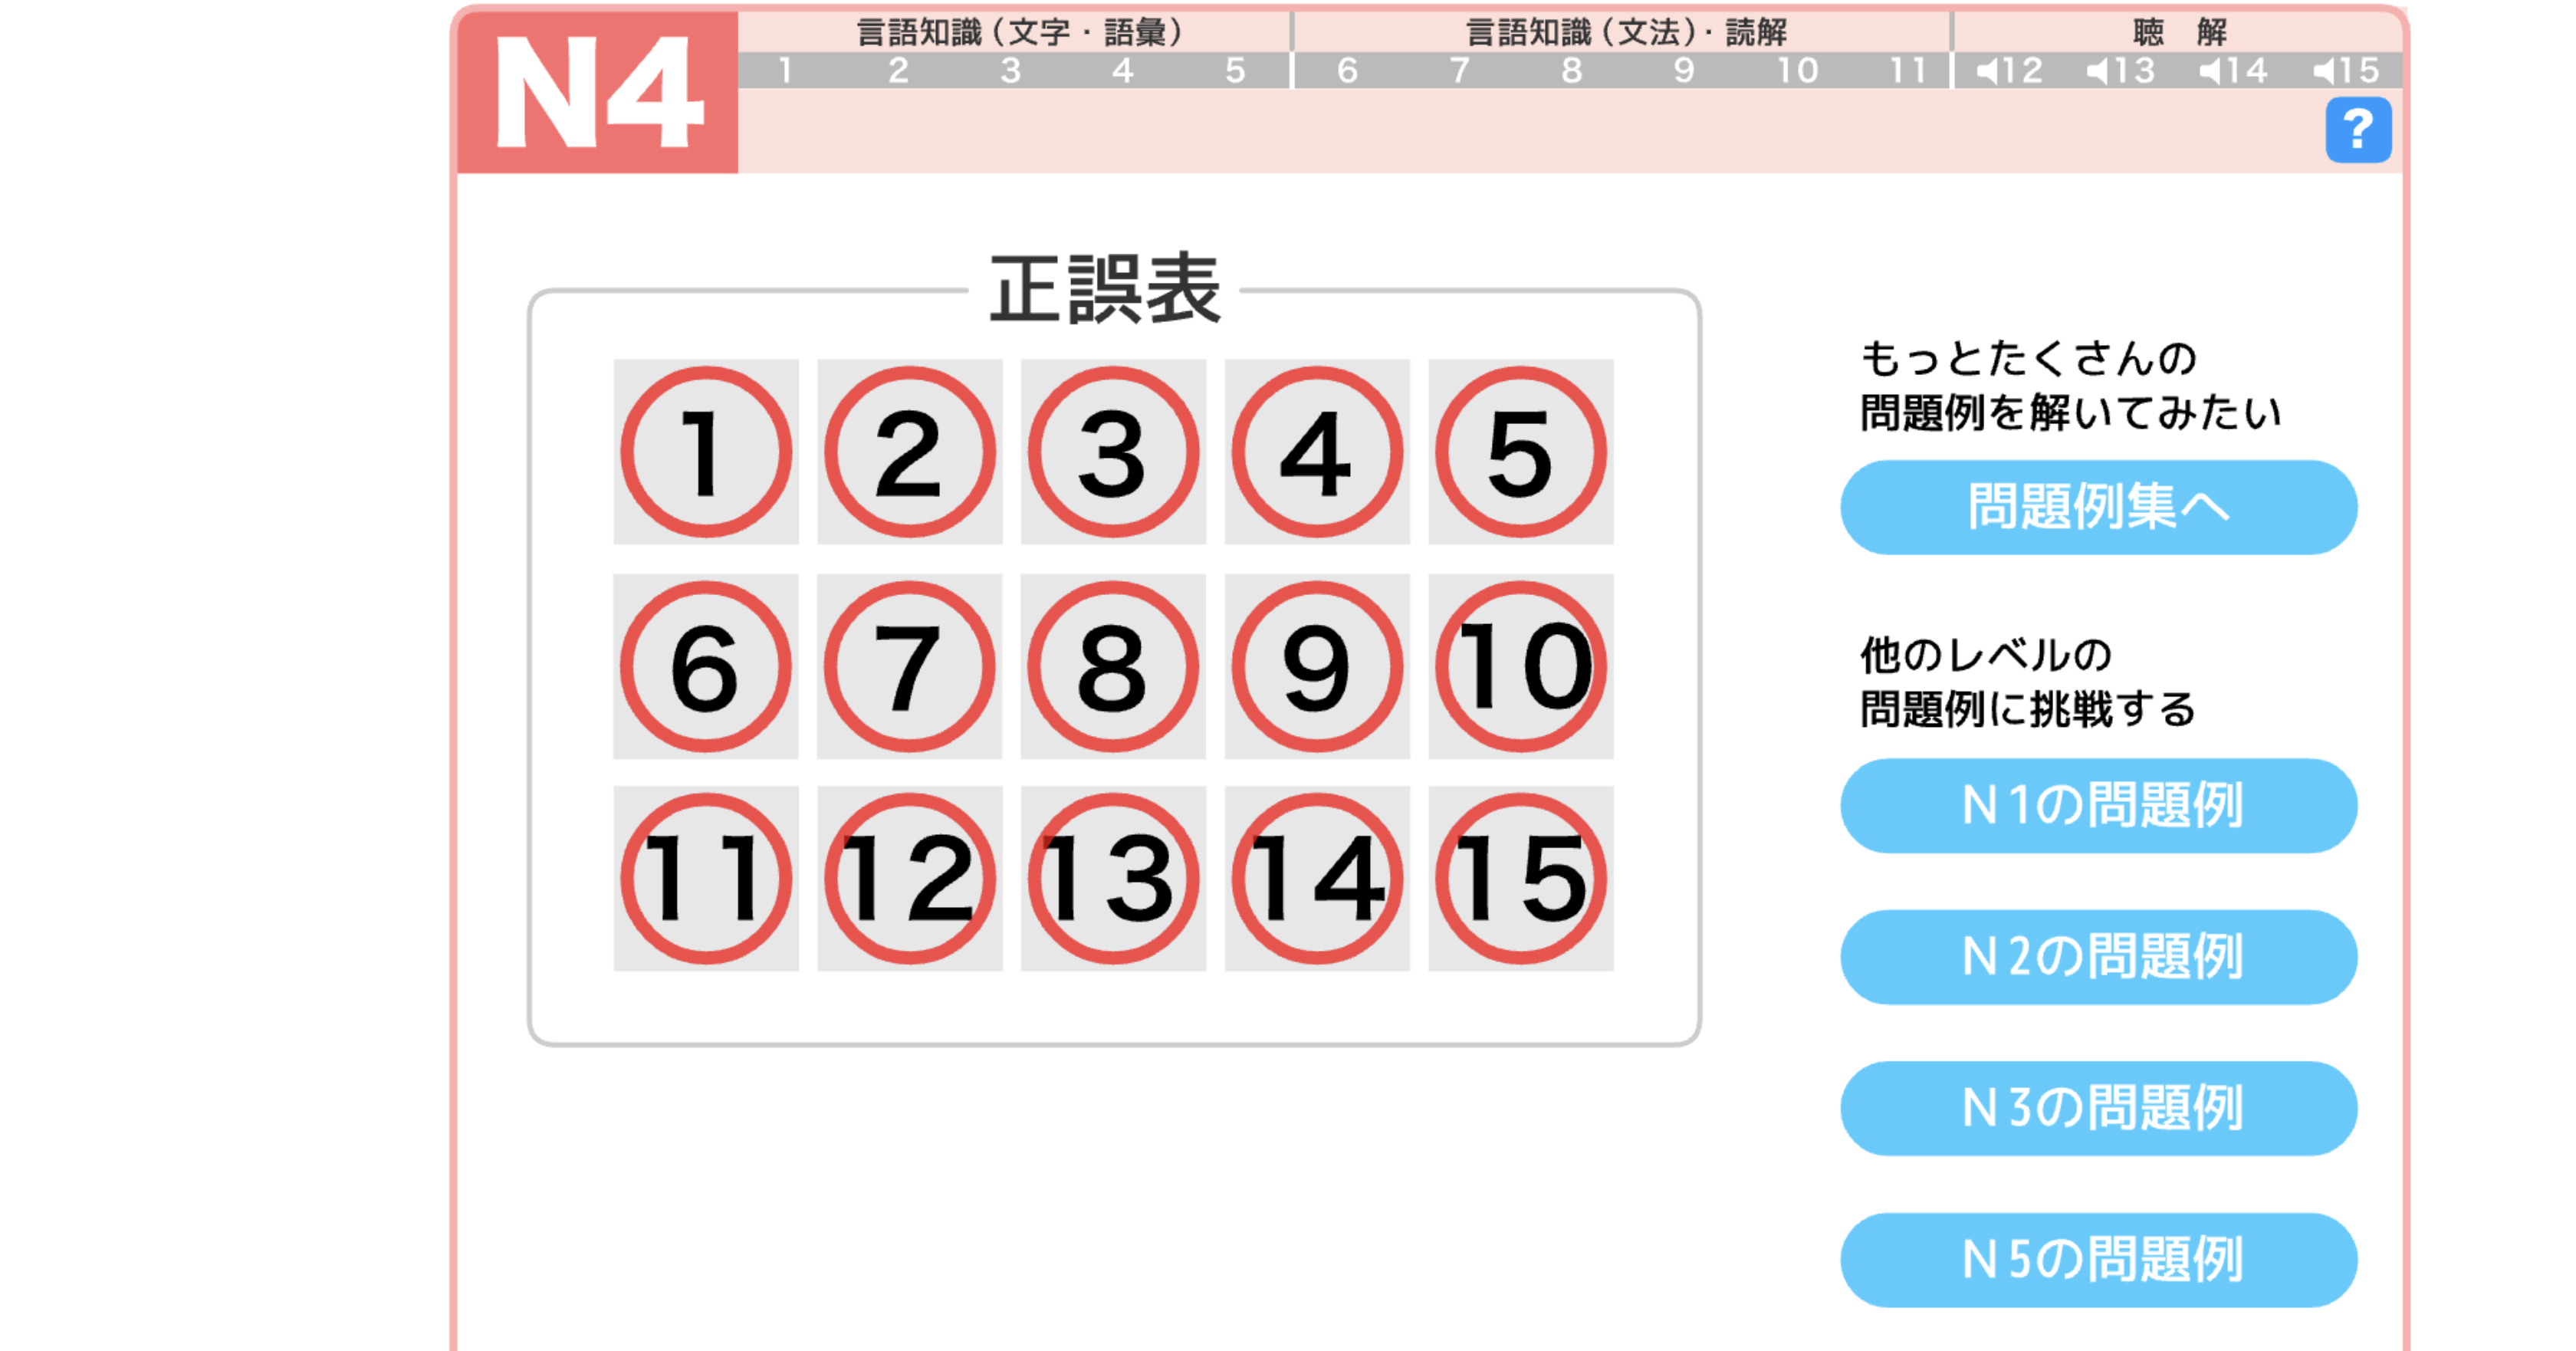 N4
言語知識（文字・語彙）
言語知識（文法）・読解
聴 解
1 2 3 4 5 6 7 8 9 10 11 12 13 14 15
?
正誤表
1 2 3 4 5
6 7 8 9 10
11 12 13 14 15
もっとたくさんの
問題例を解いてみたい
問題例集へ
他のレベルの
問題例に挑戦する
N1の問題例
N2の問題例
N3の問題例
N5の問題例